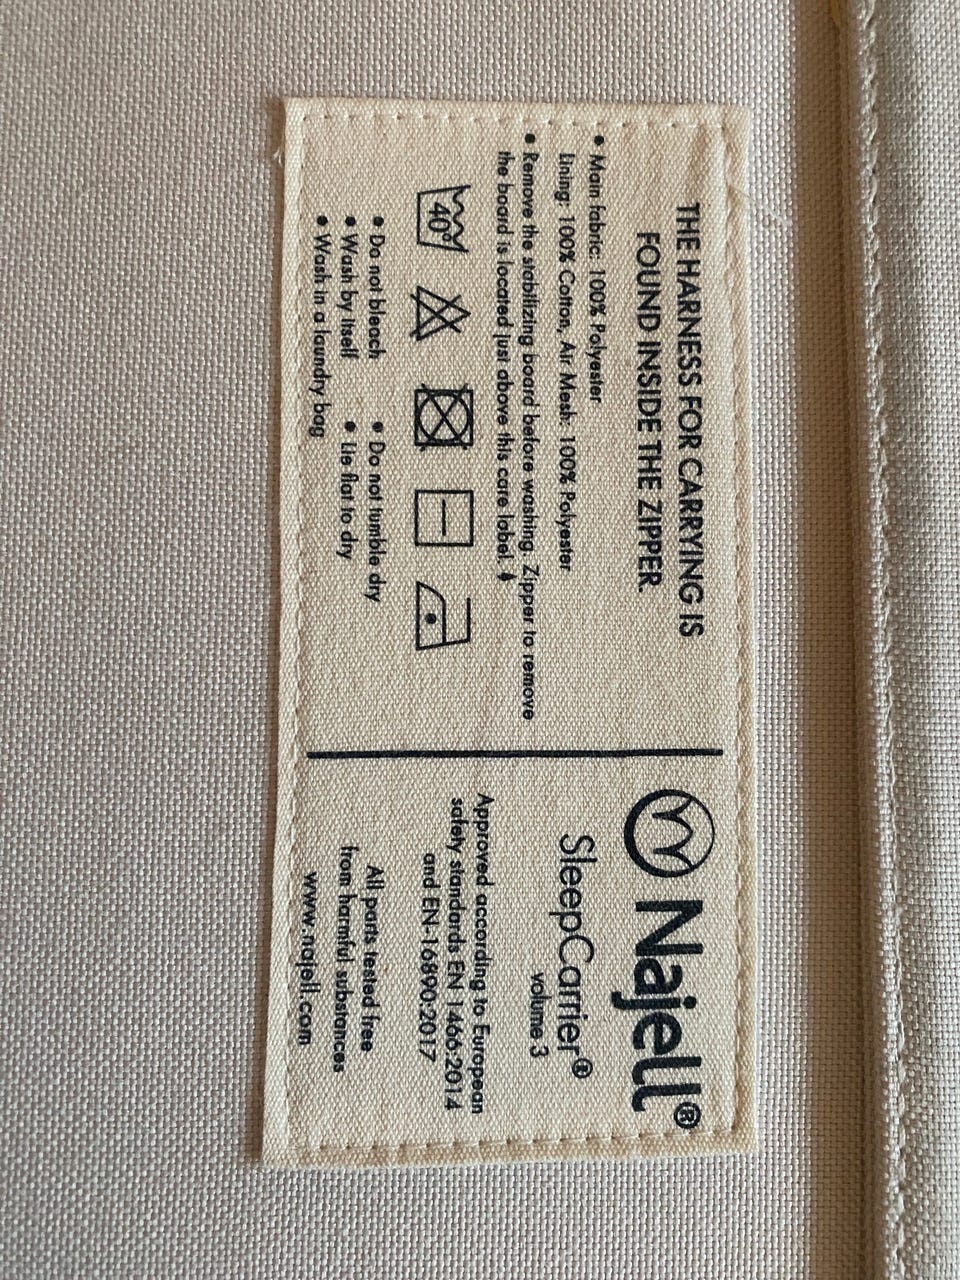 THE HARNESS FOR CARRYING IS
FOUND INSIDE THE ZIPPER.
• Main fabric: 100% Polyester
Lining: 100% Cotton, Air Mesh: 100% Polyester
• Remove the stabilizing board before washing. Zipper to remove
the board is located just above this care label.
40°
• Do not bleach • Do not tumble dry
• Wash by itself • Lie flat to dry
• Wash in a laundry bag
Najell®
SleepCarrier®
volume 3
Approved according to European
safety standards EN 1466:2014
and EN-16890:2017
All parts tested free
from harmful substances
www.najell.com